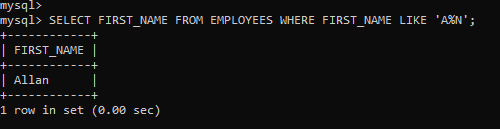 mysql>
mysql> SELECT FIRST_NAME FROM EMPLOYEES WHERE FIRST_NAME LIKE 'A%N';
+------------+
| FIRST_NAME |
+------------+
| Allan      |
+------------+
1 row in set (0.00 sec)